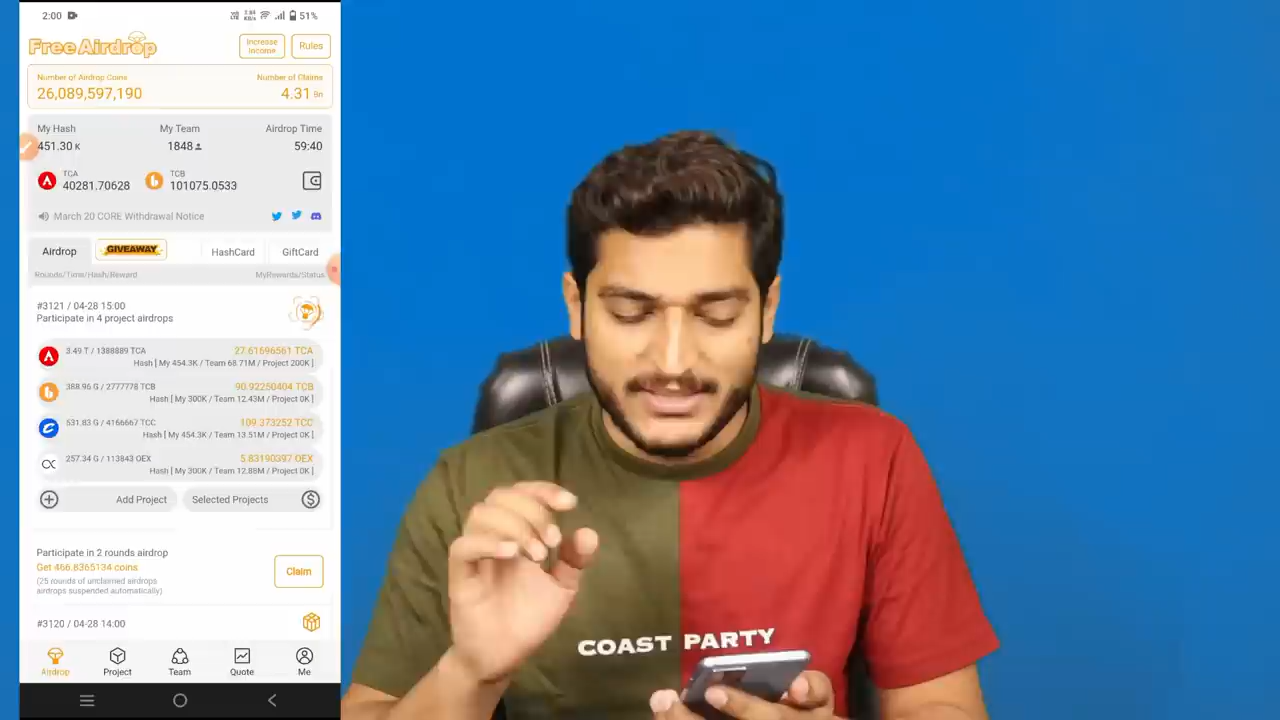 2:00
51%
Free Airdrop
Increase
Income
Rules
Number of Airdrop Coins
Number of Claims
26,089,597,190
4.31 Bn
My Hash
My Team
Airdrop Time
451.30 K
1848
59:40
TCA
40281.70628
TCB
101075.0533
March 20 CORE Withdrawal Notice
Airdrop
GIVEAWAY
HashCard
GiftCard
Rounds/Time/Hash/Reward
MyRewards/Status
#3121 / 04-28 15:00
Participate in 4 project airdrops
3.49 T / 1388889 TCA
27.61696561 TCA
Hash [ My 454.3K / Team 68.71M / Project 200K ]
388.96 G / 2777778 TCB
90.92250404 TCB
Hash [ My 300K / Team 12.43M / Project 0K ]
531.83 G / 4166667 TCC
109.373252 TCC
Hash [ My 454.3K / Team 13.51M / Project 0K ]
257.34 G / 113843 OEX
5.83190397 OEX
Hash [ My 300K / Team 12.88M / Project 0K ]
Add Project
Selected Projects
Participate in 2 rounds airdrop
Get 466.8365134 coins
(25 rounds of unclaimed airdrops
airdrops suspended automatically)
Claim
#3120 / 04-28 14:00
Airdrop
Project
Team
Quote
Me
COAST PARTY